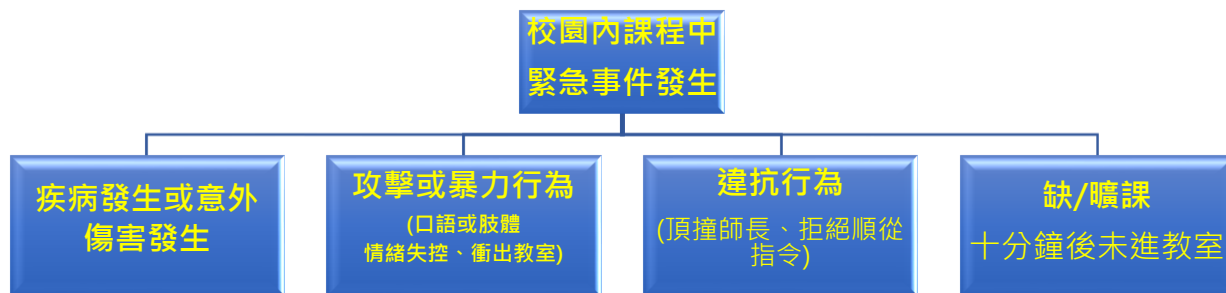 校園內課程中
緊急事件發生
疾病發生或意外
傷害發生
攻擊或暴力行為
(口語或肢體
情緒失控、衝出教室)
違抗行為
(頂撞師長、拒絕順從
指令)
缺/曠課
十分鐘後未進教室